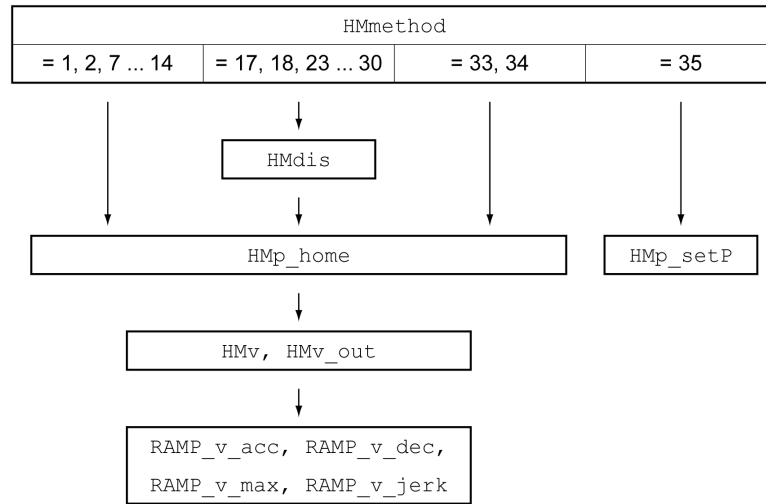 HMmethod
= 1, 2, 7 ... 14
= 17, 18, 23 ... 30
= 33, 34
= 35
HMdis
HMp_home
HMp_setP
HMv, HMv_out
RAMP_v_acc, RAMP_v_dec,
RAMP_v_max, RAMP_v_jerk